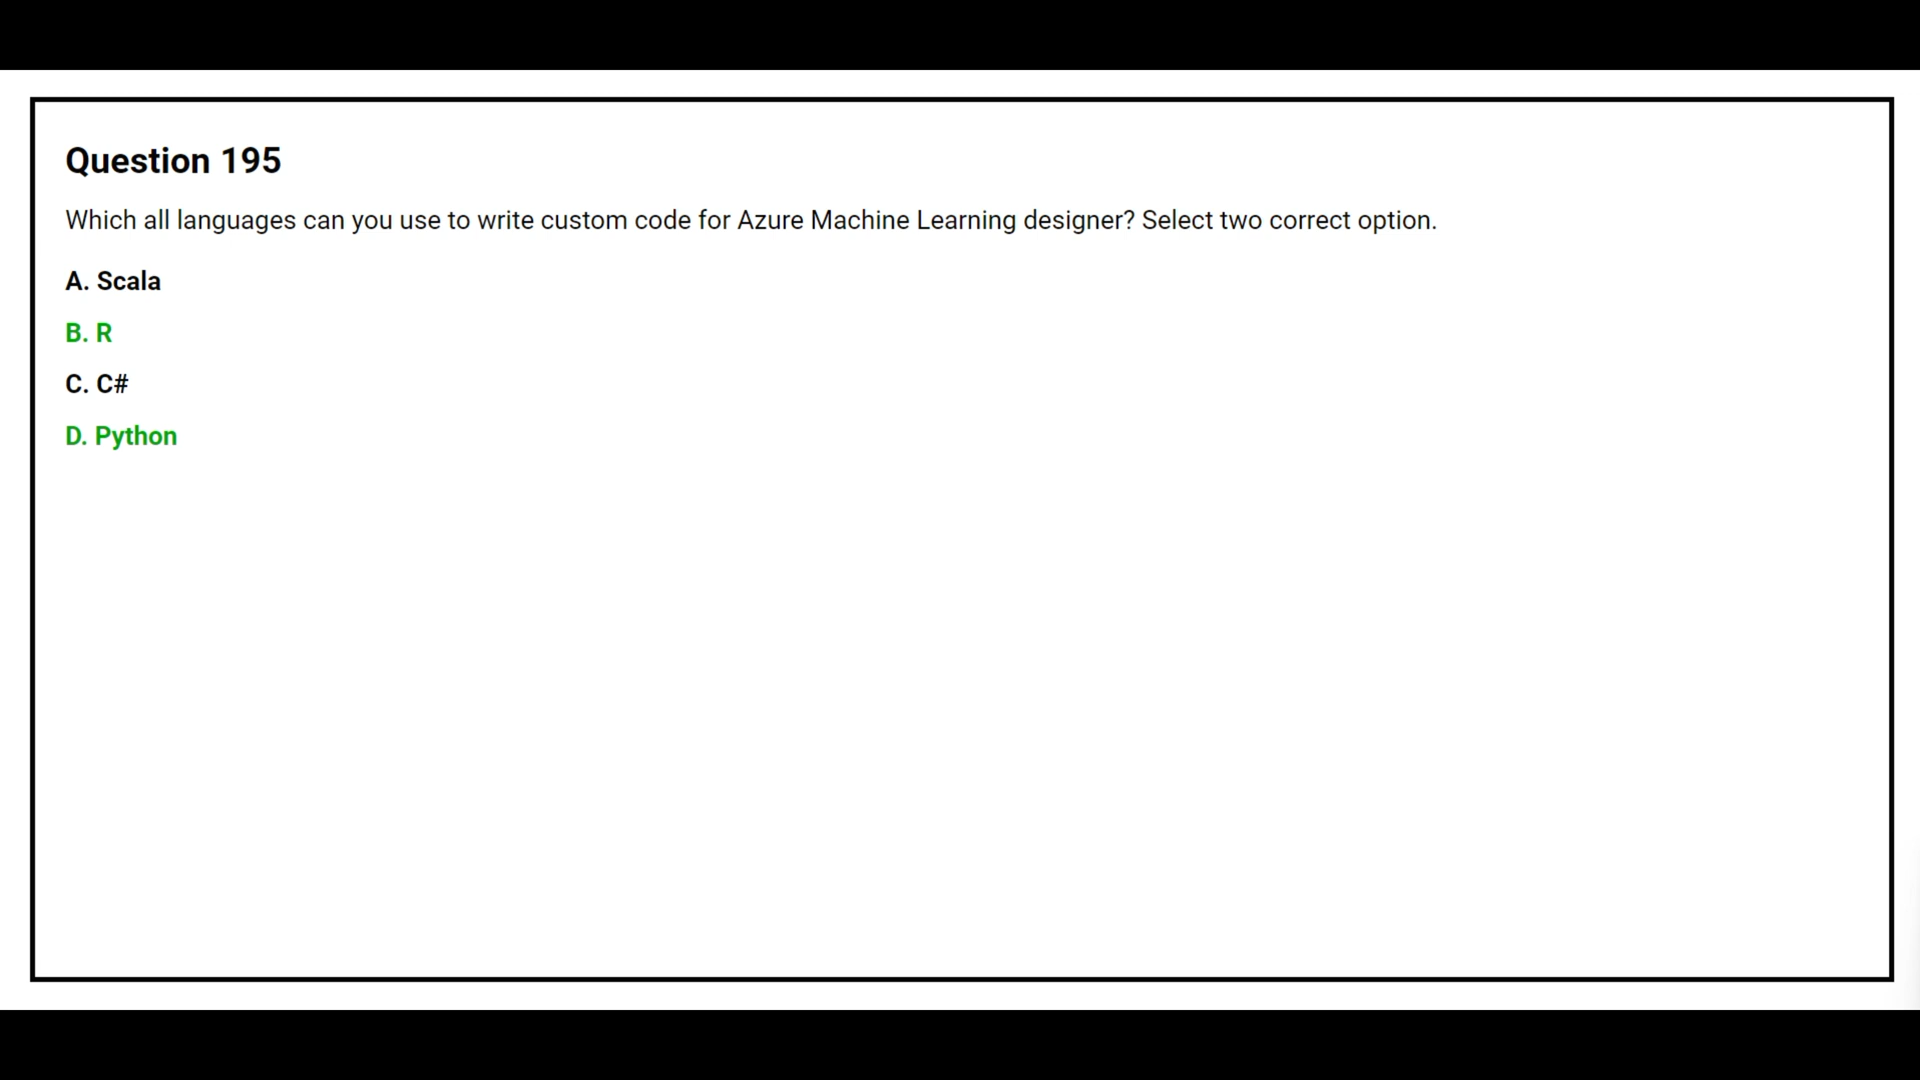 Question 195
Which all languages can you use to write custom code for Azure Machine Learning designer? Select two correct option.
A. Scala
B. R
C. C#
D. Python